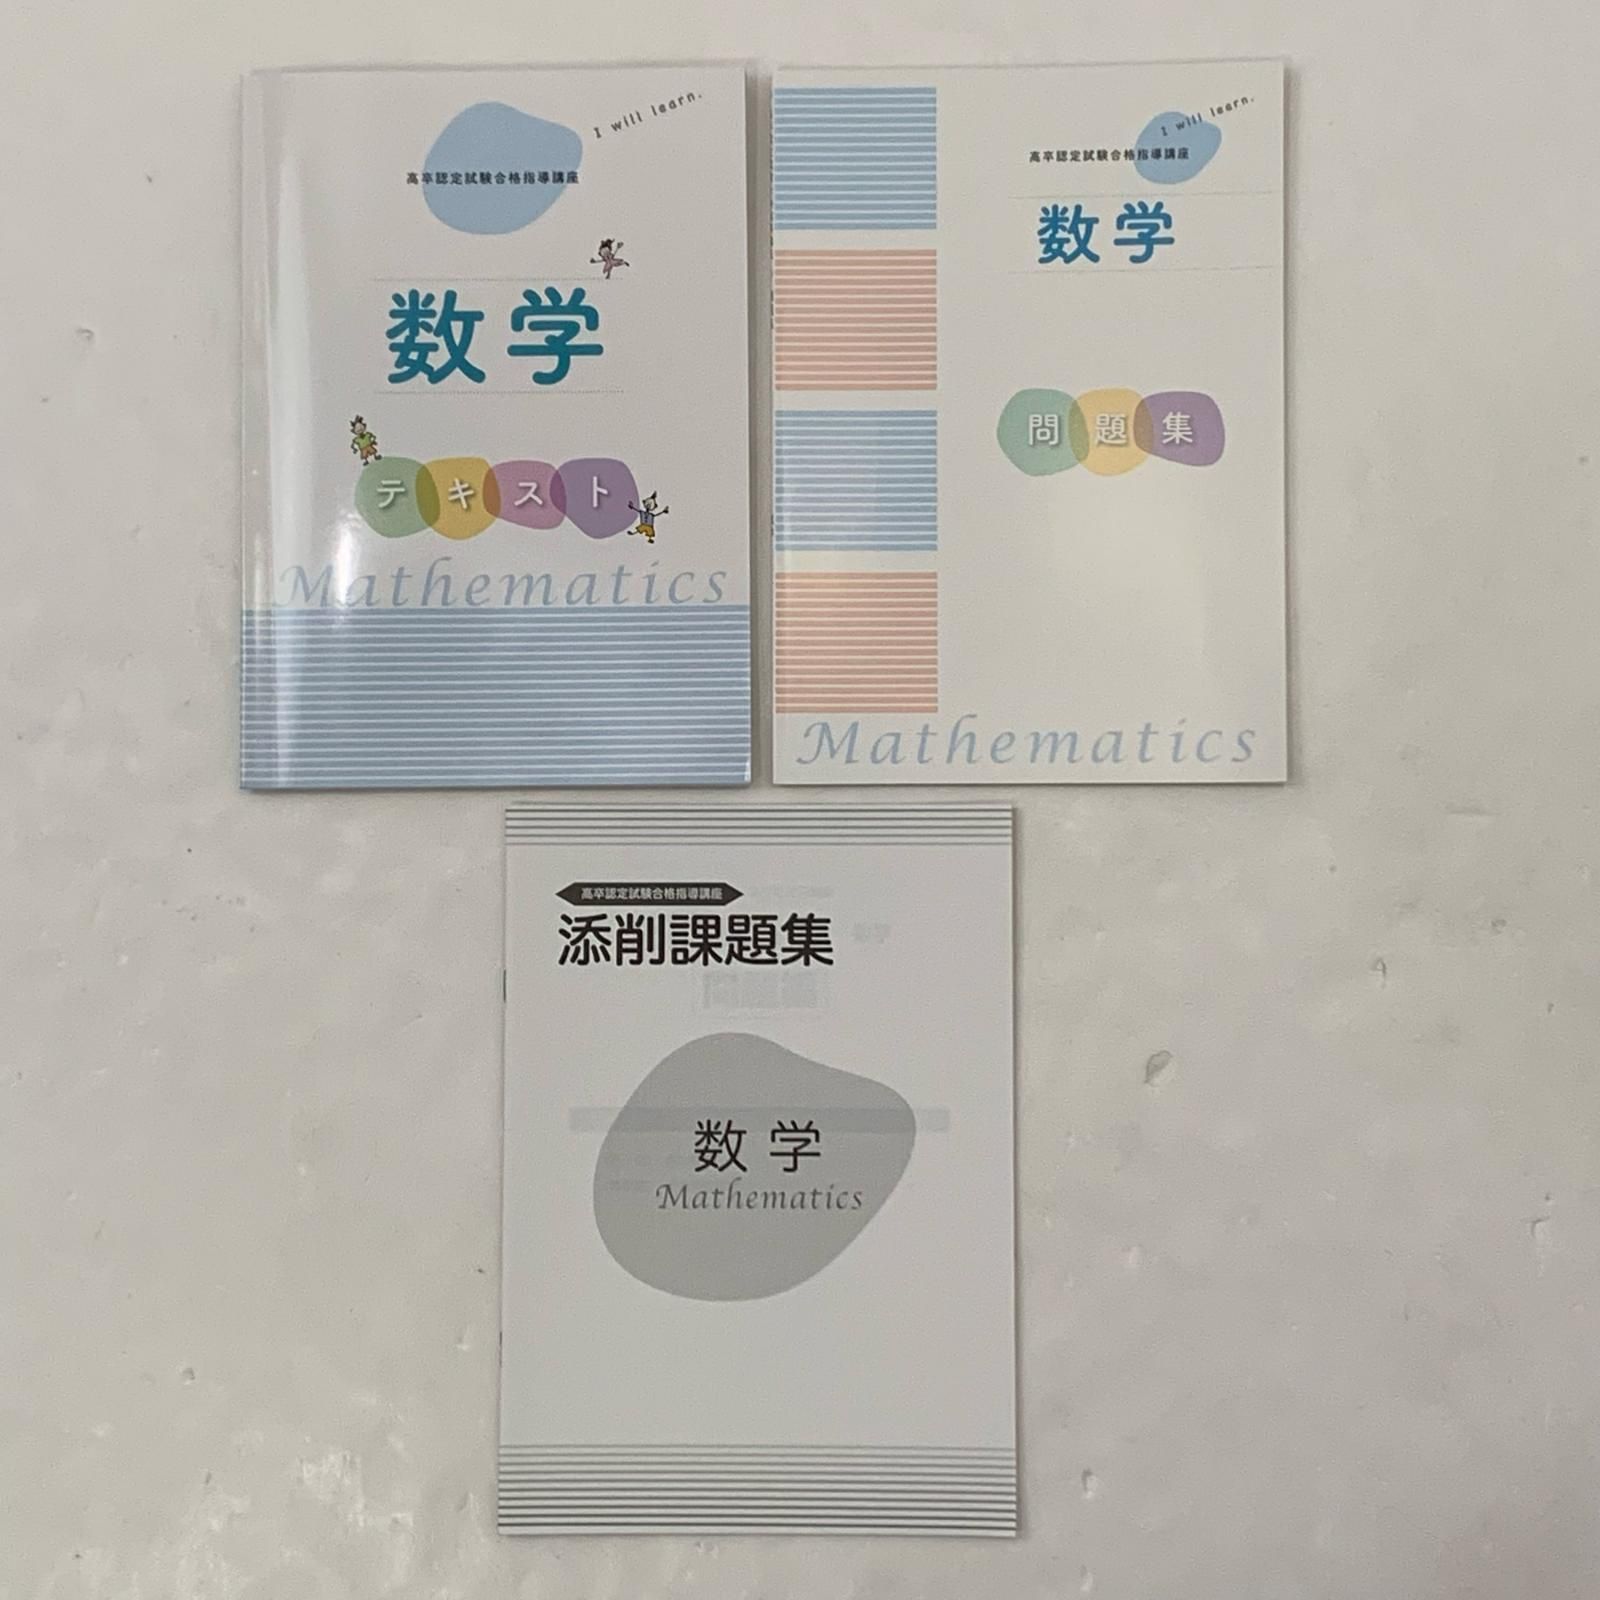 I will learn.
高卒認定試験合格指導講座
数学
テキスト
Mathematics
I will learn.
高卒認定試験合格指導講座
数学
問題集
Mathematics
高卒認定試験合格指導講座
添削課題集
数学
Mathematics